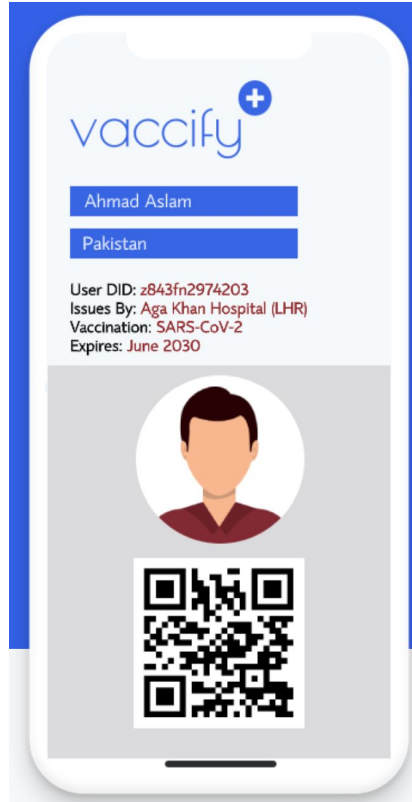 vaccify
Ahmad Aslam
Pakistan
User DID: z843fn2974203
Issues By: Aga Khan Hospital (LHR)
Vaccination: SARS-CoV-2
Expires: June 2030